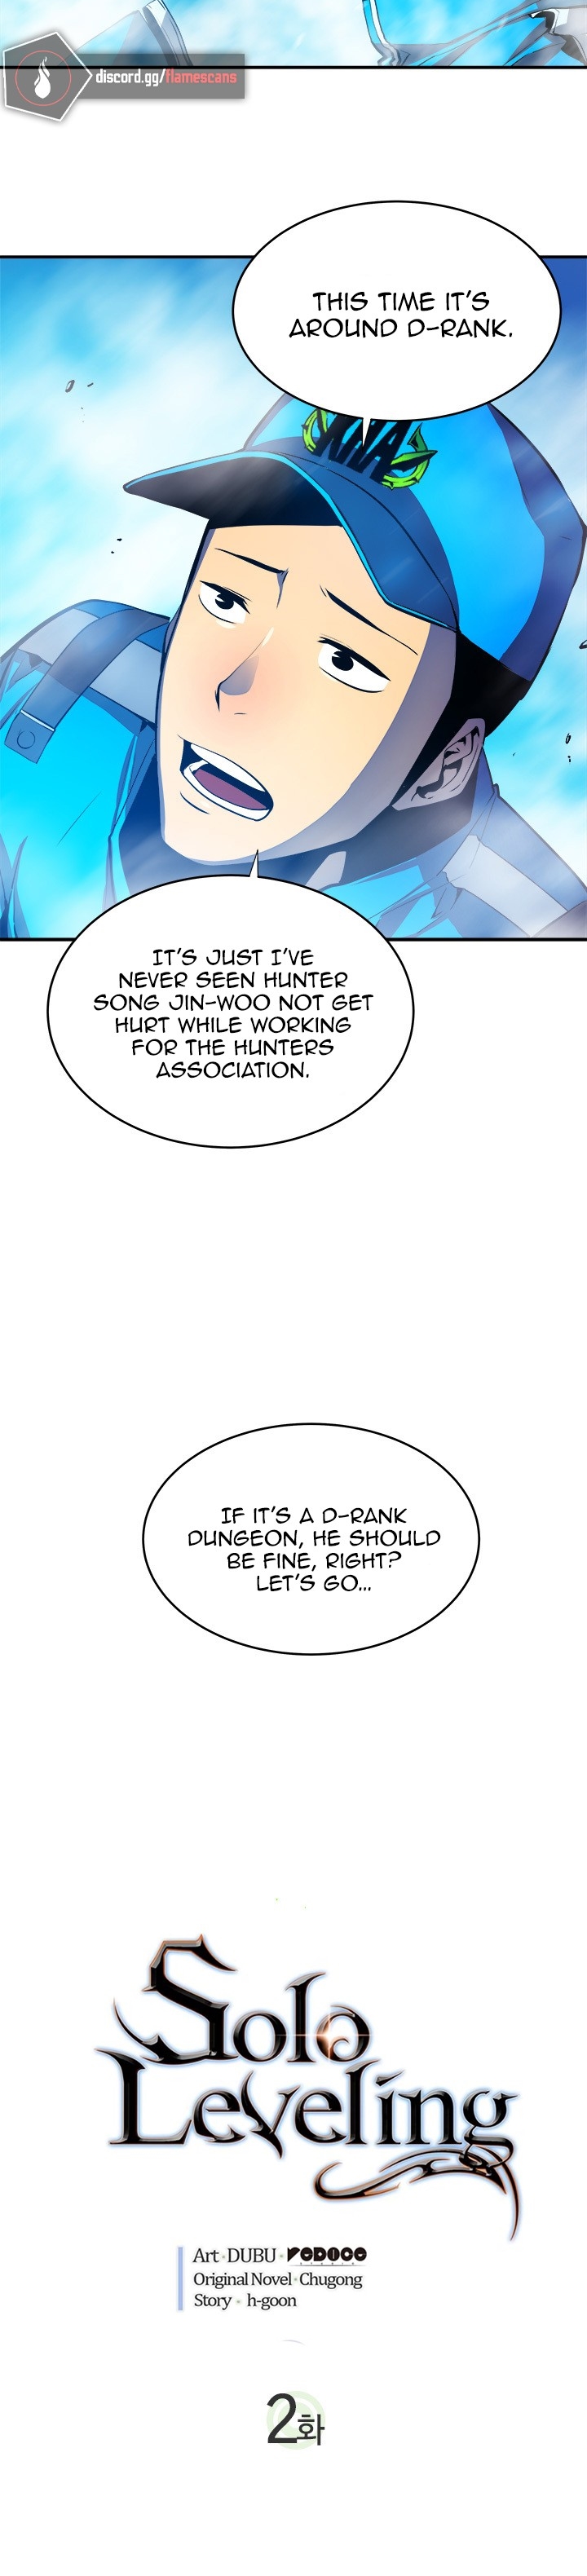 discord.gg/flamescans
THIS TIME IT'S
AROUND D-RANK.
IT'S JUST I'VE
NEVER SEEN HUNTER
SONG JIN-WOO NOT GET
HURT WHILE WORKING
FOR THE HUNTERS
ASSOCIATION.
IF IT'S A D-RANK
DUNGEON, HE SHOULD
BE FINE, RIGHT?
LET'S GO...
Solo
Leveling
Art • DUBU • REDICE
Original Novel • Chugong
Story • h-goon
2화